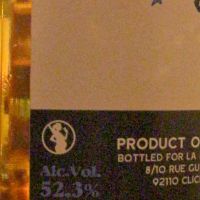 PRODUCT O
BOTTLED FOR LA
8/10 RUE GU
92110 CLIC
Alc.Vol.
52.3%